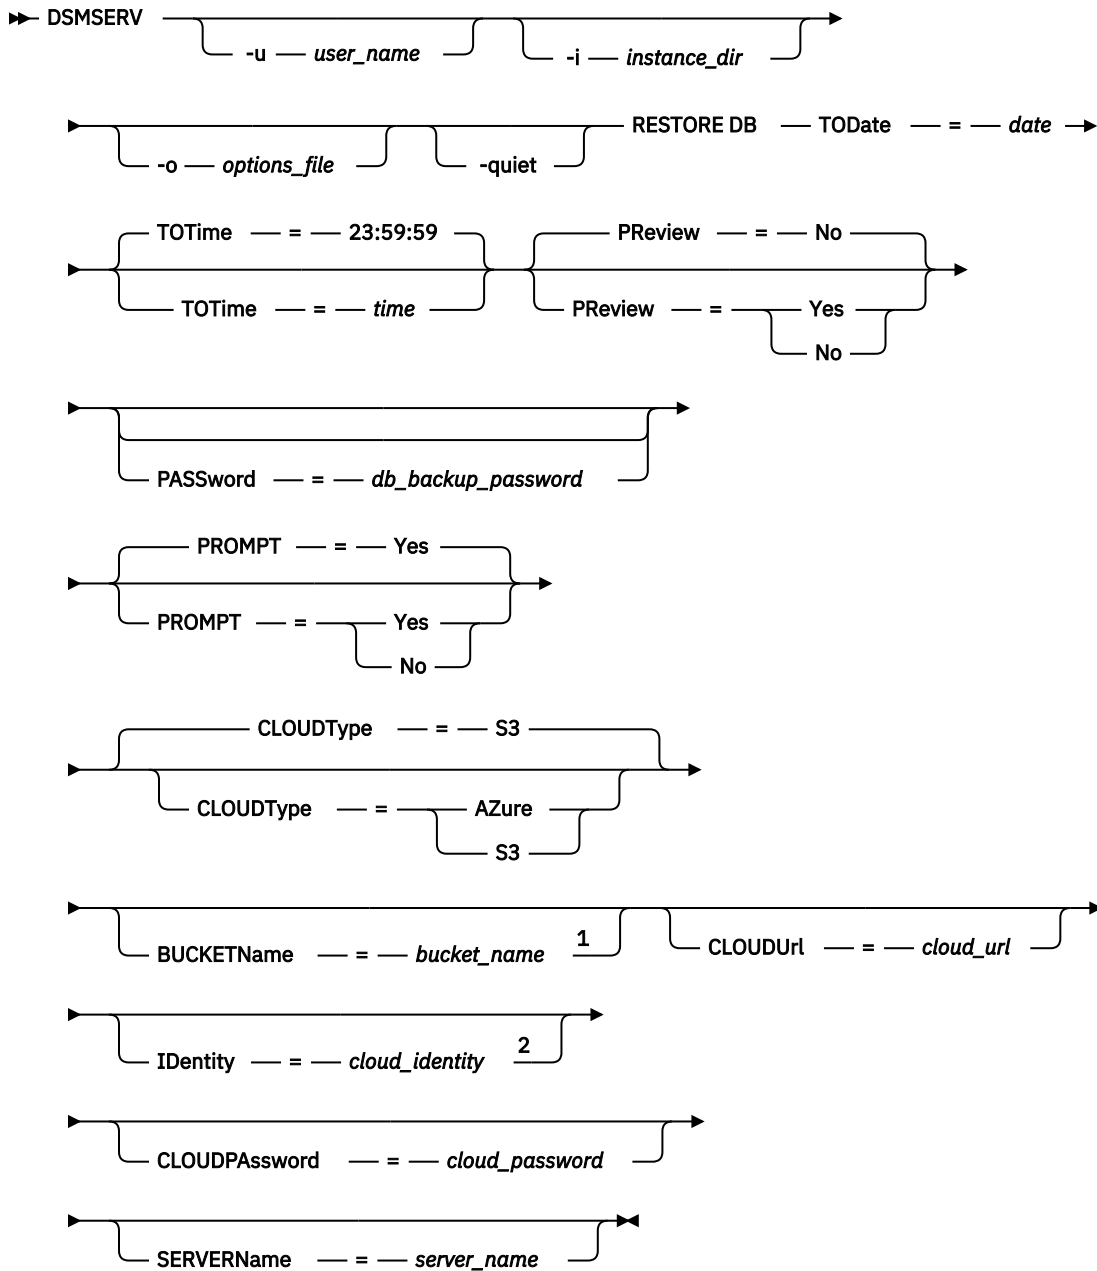 DSMSERV
-u user_name -i instance_dir
-o options_file -quiet RESTORE DB TODate = date
TOTime = 23:59:59 PReview = No
TOTime = time PReview = Yes
No
PASSword = db_backup_password
PROMPT = Yes
PROMPT = Yes
No
CLOUDType = S3
CLOUDType = AZure
S3
BUCKETName = bucket_name 1 CLOUDUrl = cloud_url
IDentity = cloud_identity 2
CLOUDPAssword = cloud_password
SERVERName = server_name